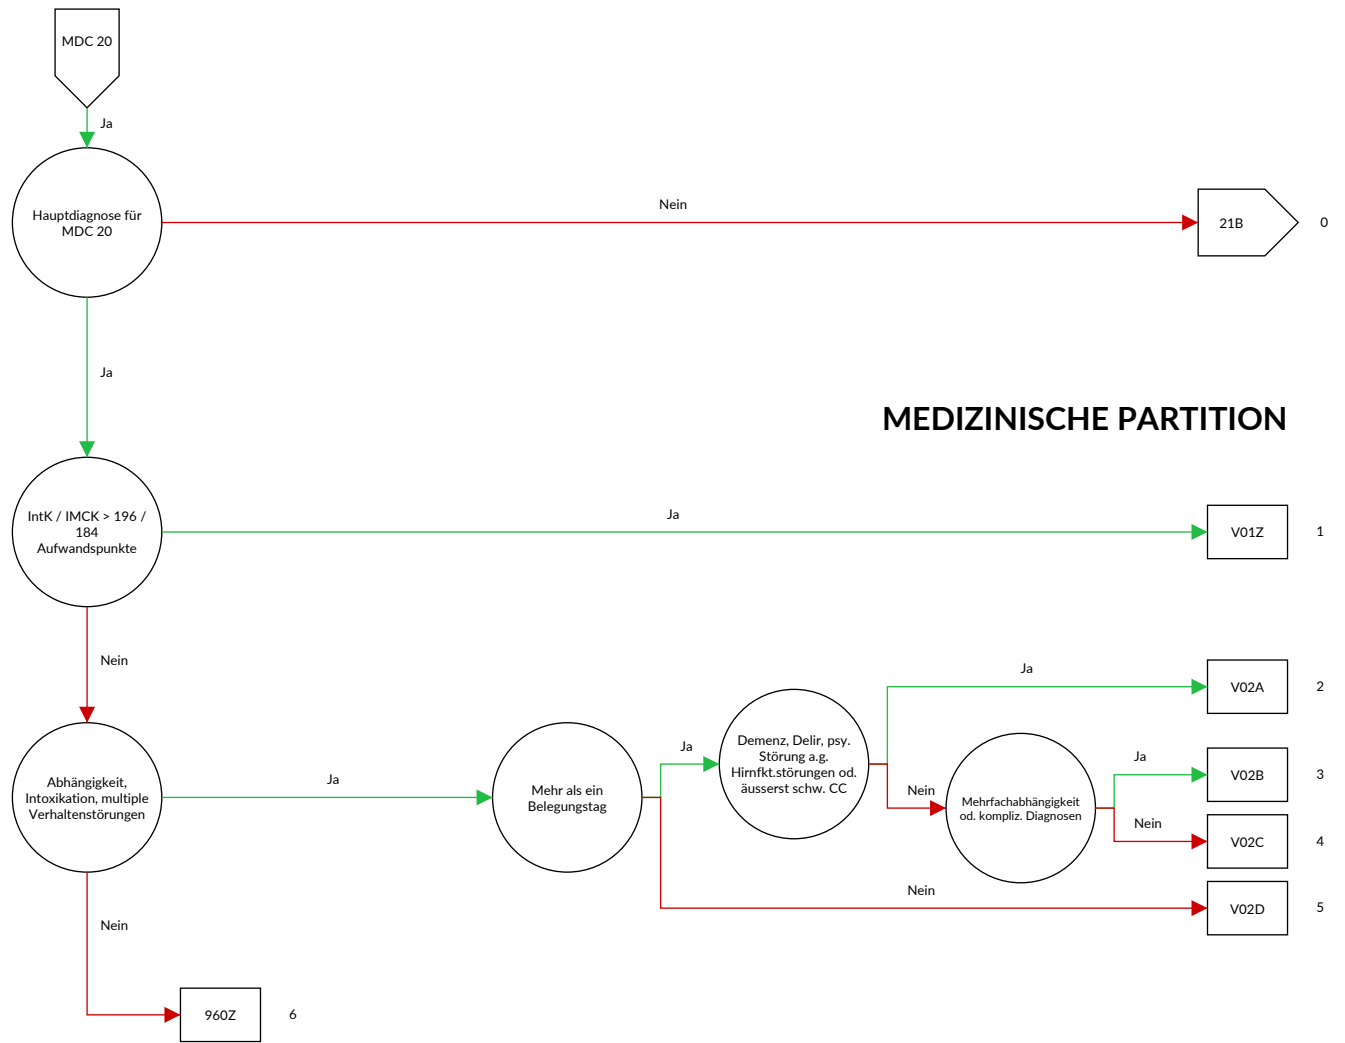 MDC 20
Ja
Hauptdiagnose für
MDC 20
Nein
21B
0
Ja
MEDIZINISCHE PARTITION
IntK / IMCK > 196 /
184
Aufwandspunkte
Ja
V01Z
1
Nein
Ja
V02A
2
Abhängigkeit,
Intoxikation, multiple
Verhaltenstörungen
Ja
Mehr als ein
Belegungstag
Ja
Demenz, Delir, psy.
Störung a.g.
Hirnfkt.störungen od.
äusserst schw. CC
Nein
Mehrfachabhängigkeit
od. kompliz. Diagnosen
Ja
V02B
3
Nein
V02C
4
Nein
V02D
5
Nein
960Z
6